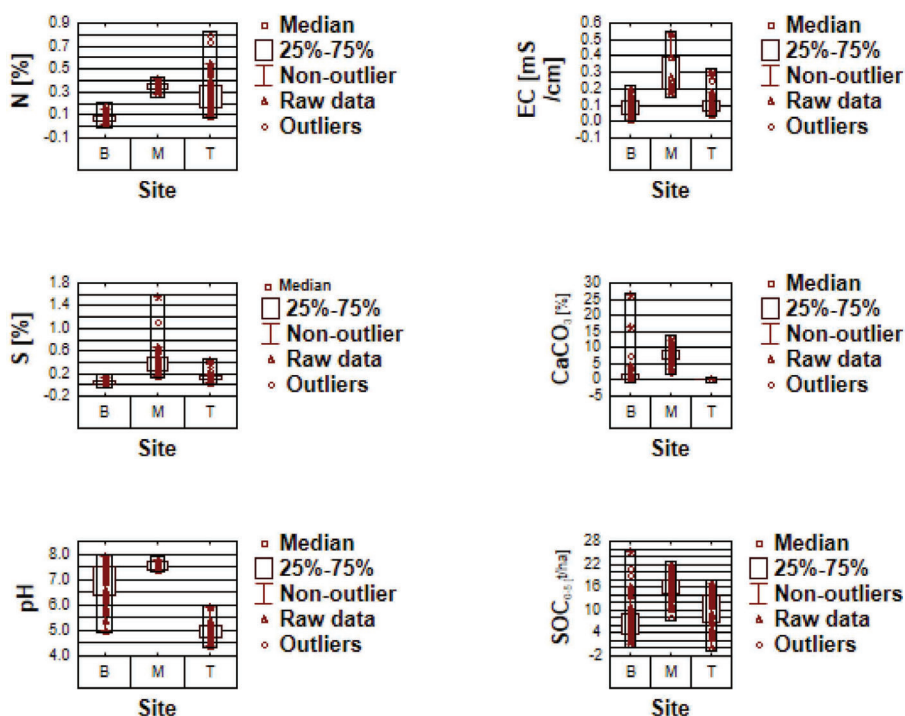 N [%]
0.9
0.7
0.5
0.3
0.1
-0.1
B M T
Site
Median
25%-75%
Non-outlier
Raw data
Outliers
EC [mS
/cm]
0.6
0.5
0.4
0.3
0.2
0.1
0.0
-0.1
B M T
Site
Median
25%-75%
Non-outlier
Raw data
Outliers
S [%]
1.8
1.4
1.0
0.6
0.2
-0.2
B M T
Site
Median
25%-75%
Non-outlier
Raw data
Outliers
CaCO₃ [%]
30
25
20
15
10
5
0
-5
B M T
Site
Median
25%-75%
Non-outlier
Raw data
Outliers
pH
8.0
7.0
6.0
5.0
4.0
B M T
Site
Median
25%-75%
Non-outliers
Raw data
Outliers
SOC₀₋₅ [t/ha]
28
22
16
10
4
-2
B M T
Site
Median
25%-75%
Non-outliers
Raw data
Outliers